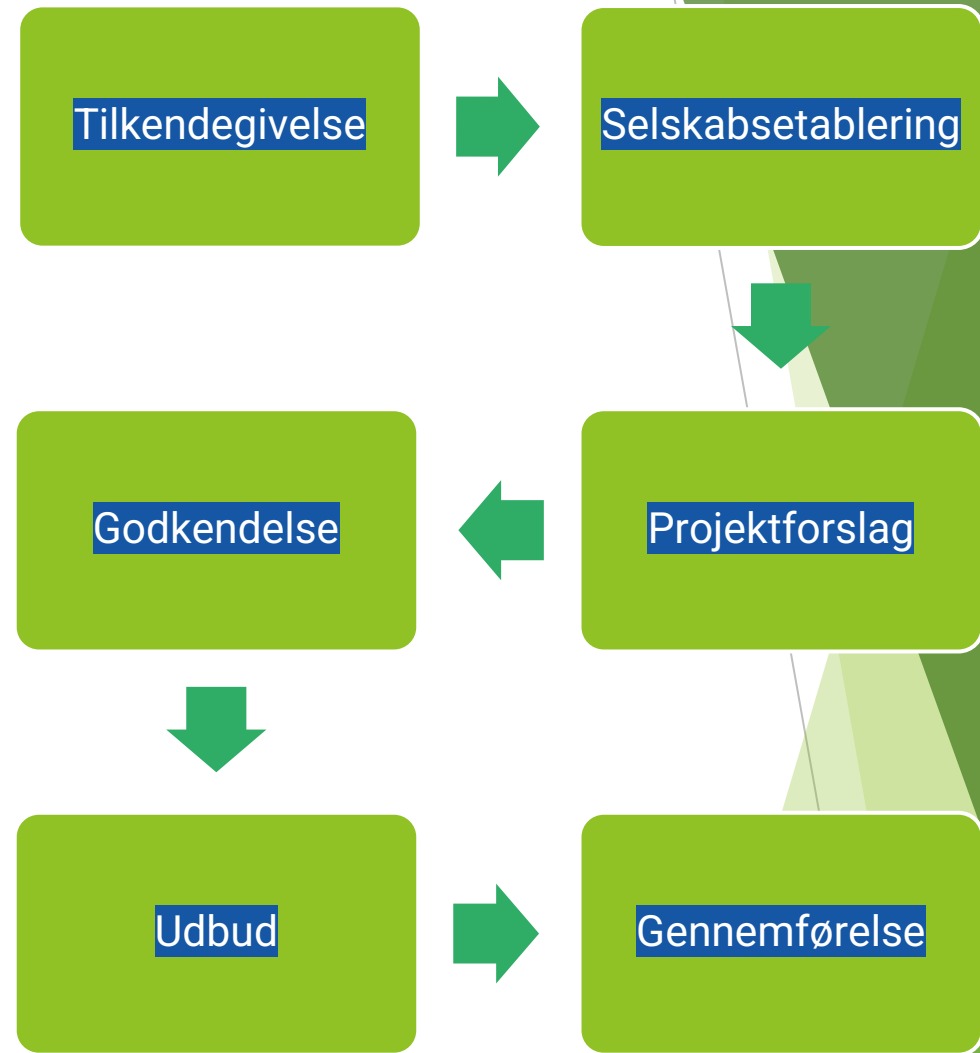 Tilkendegivelse
Selskabsetablering
Projektforslag
Godkendelse
Udbud
Gennemførelse